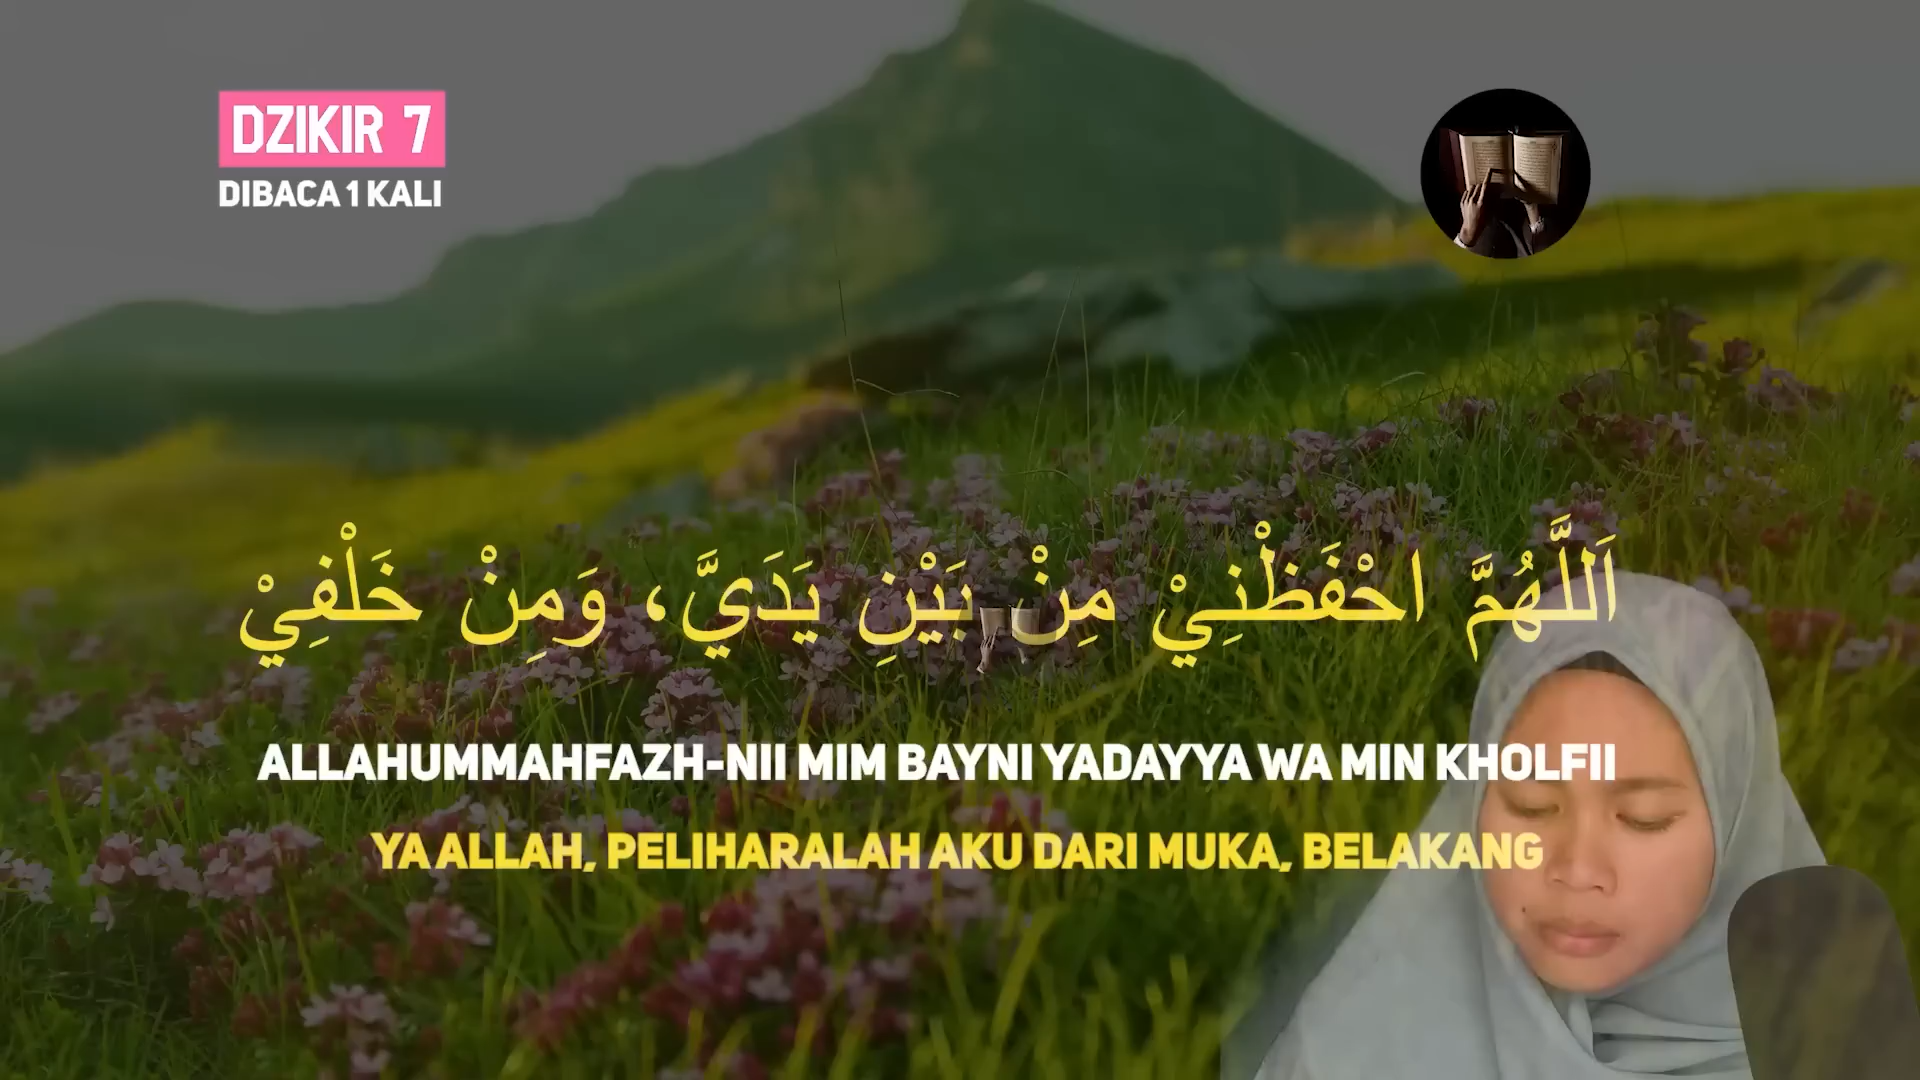 DZIKIR 7
DIBACA 1 KALI
اَللَّهُمَّ احْفَظْنِيْ مِنْ بَيْنِ يَدَيَّ، وَمِنْ خَلْفِيْ
ALLAHUMMAHFAZH-NII MIM BAYNI YADAYYA WA MIN KHOLFII
YA ALLAH, PELIHARALAH AKU DARI MUKA, BELAKANG